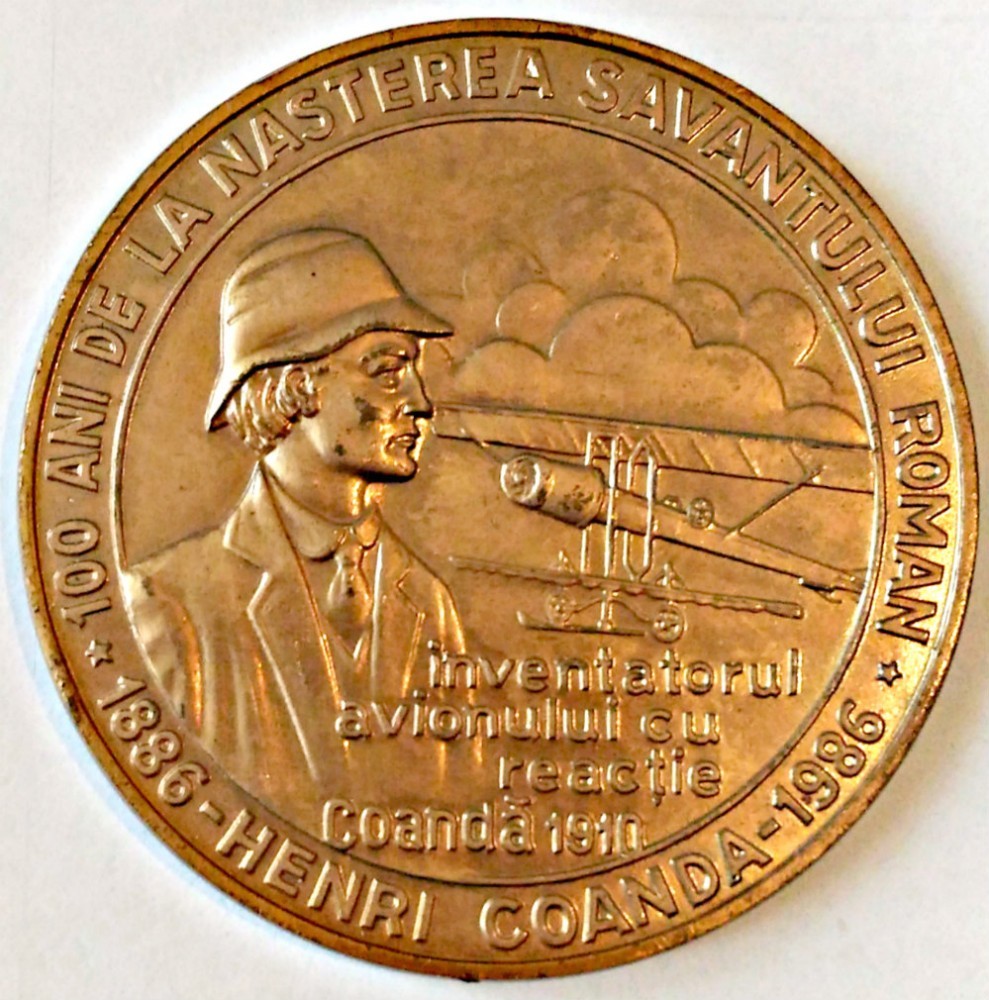 * 100 ANI DE LA NASTEREA SAVANTULUI ROMAN *
1886 - HENRI COANDA - 1986
inventatorul
avionului cu
reacție
Coandă 1910